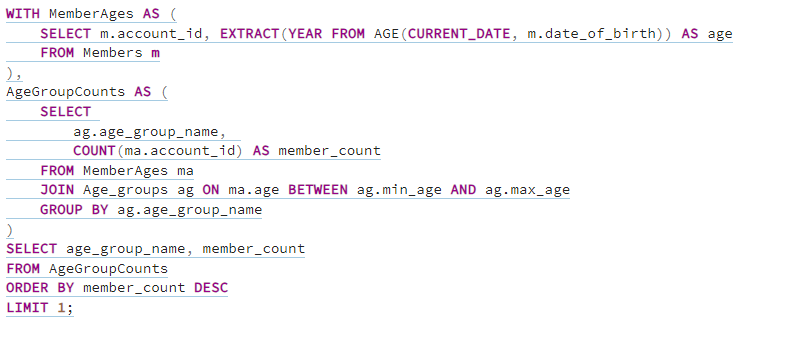 WITH MemberAges AS (
    SELECT m.account_id, EXTRACT(YEAR FROM AGE(CURRENT_DATE, m.date_of_birth)) AS age
    FROM Members m
),
AgeGroupCounts AS (
    SELECT
        ag.age_group_name,
        COUNT(ma.account_id) AS member_count
    FROM MemberAges ma
    JOIN Age_groups ag ON ma.age BETWEEN ag.min_age AND ag.max_age
    GROUP BY ag.age_group_name
)
SELECT age_group_name, member_count
FROM AgeGroupCounts
ORDER BY member_count DESC
LIMIT 1;